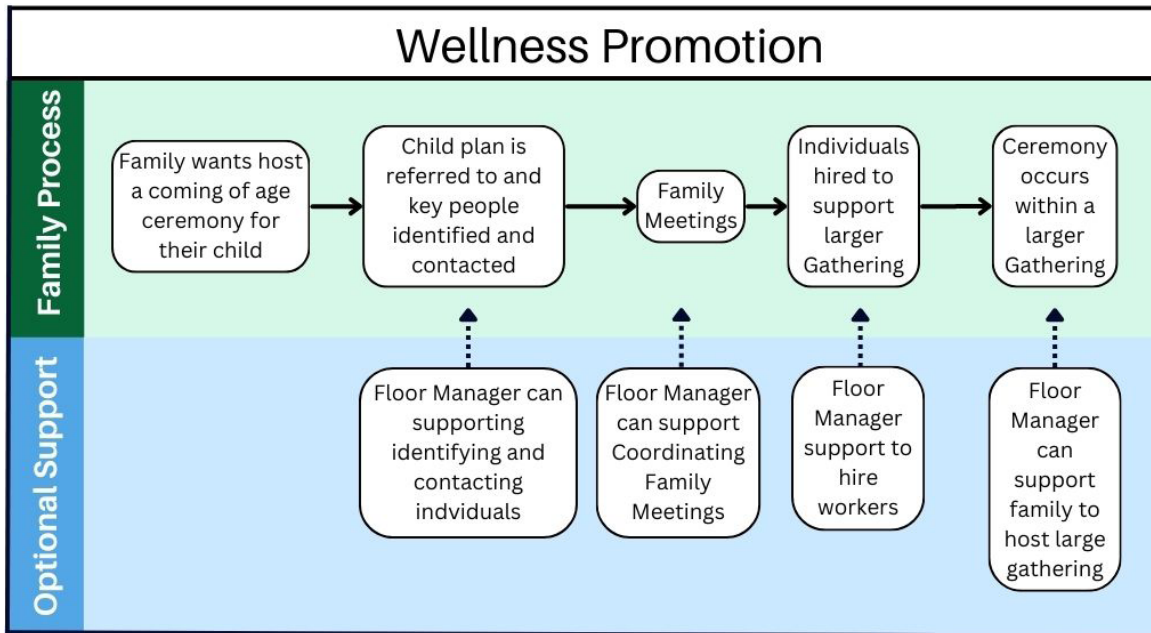 Wellness Promotion
Family Process
Family wants host
a coming of age
ceremony for
their child
Child plan is
referred to and
key people
identified and
contacted
Family
Meetings
Individuals
hired to
support
larger
Gathering
Ceremony
occurs
within a
larger
Gathering
Optional Support
Floor Manager can
supporting
identifying and
contacting
indviduals
Floor Manager
can support
Coordinating
Family
Meetings
Floor
Manager
support to
hire
workers
Floor
Manager
can
support
family to
host large
gathering